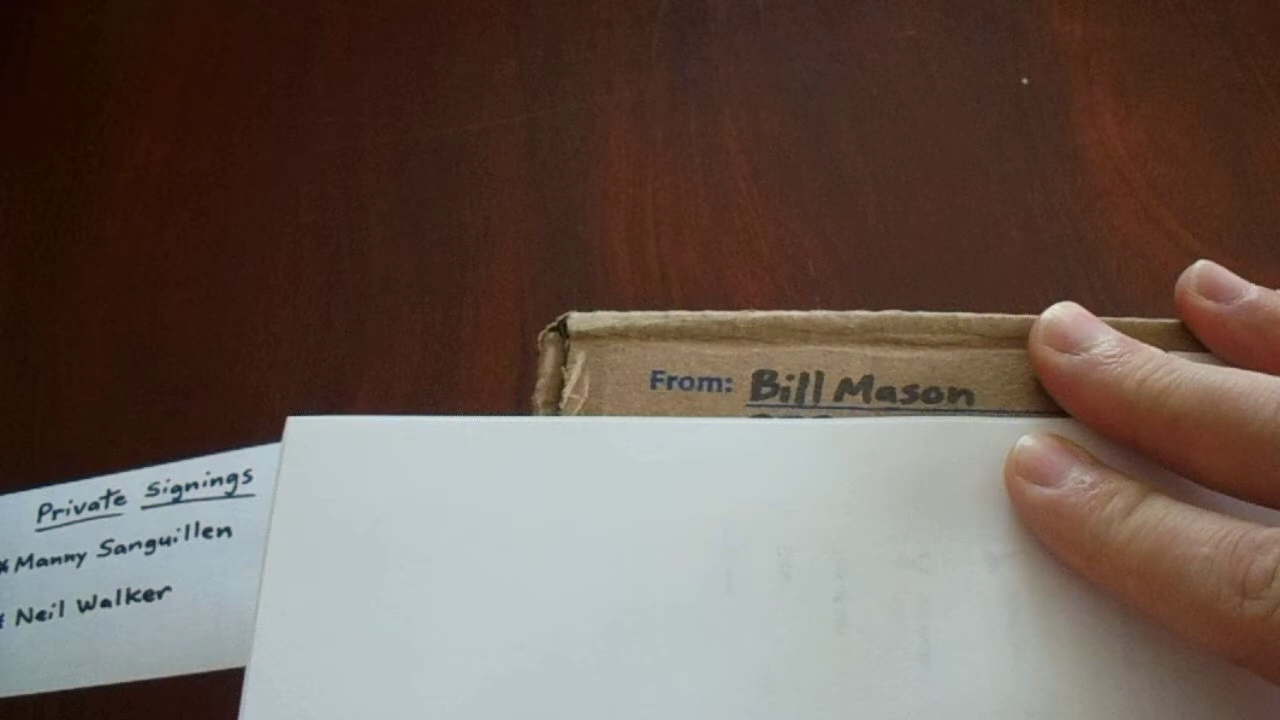 From: Bill Mason
Private Signings
* Manny Sanguillen
* Neil Walker